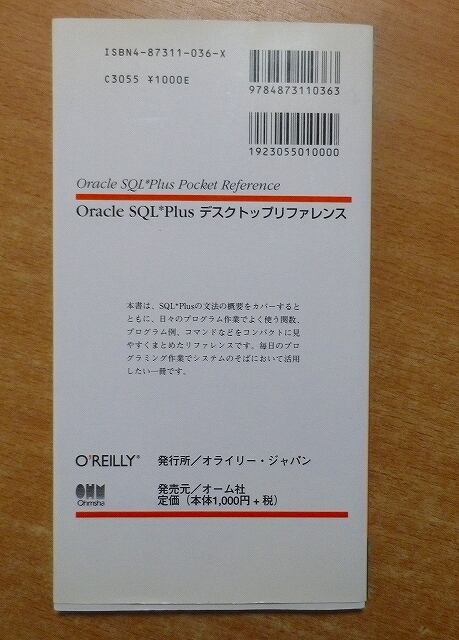 ISBN4-87311-036-X
C3055 ¥1000E
9784873110363
1923055010000
Oracle SQL*Plus Pocket Reference
Oracle SQL*Plus デスクトップリファレンス
本書は、SQL*Plusの文法の概要をカバーすると
ともに、日々のプログラム作業でよく使う関数、
プログラム例、コマンドなどをコンパクトに見
やすくまとめたリファレンスです。毎日のプロ
グラミング作業でシステムのそばにおいて活用
したい一冊です。
O'REILLY® 発行所／オライリー・ジャパン
OHM
Ohmsha
発売元／オーム社
定価（本体1,000円+税）